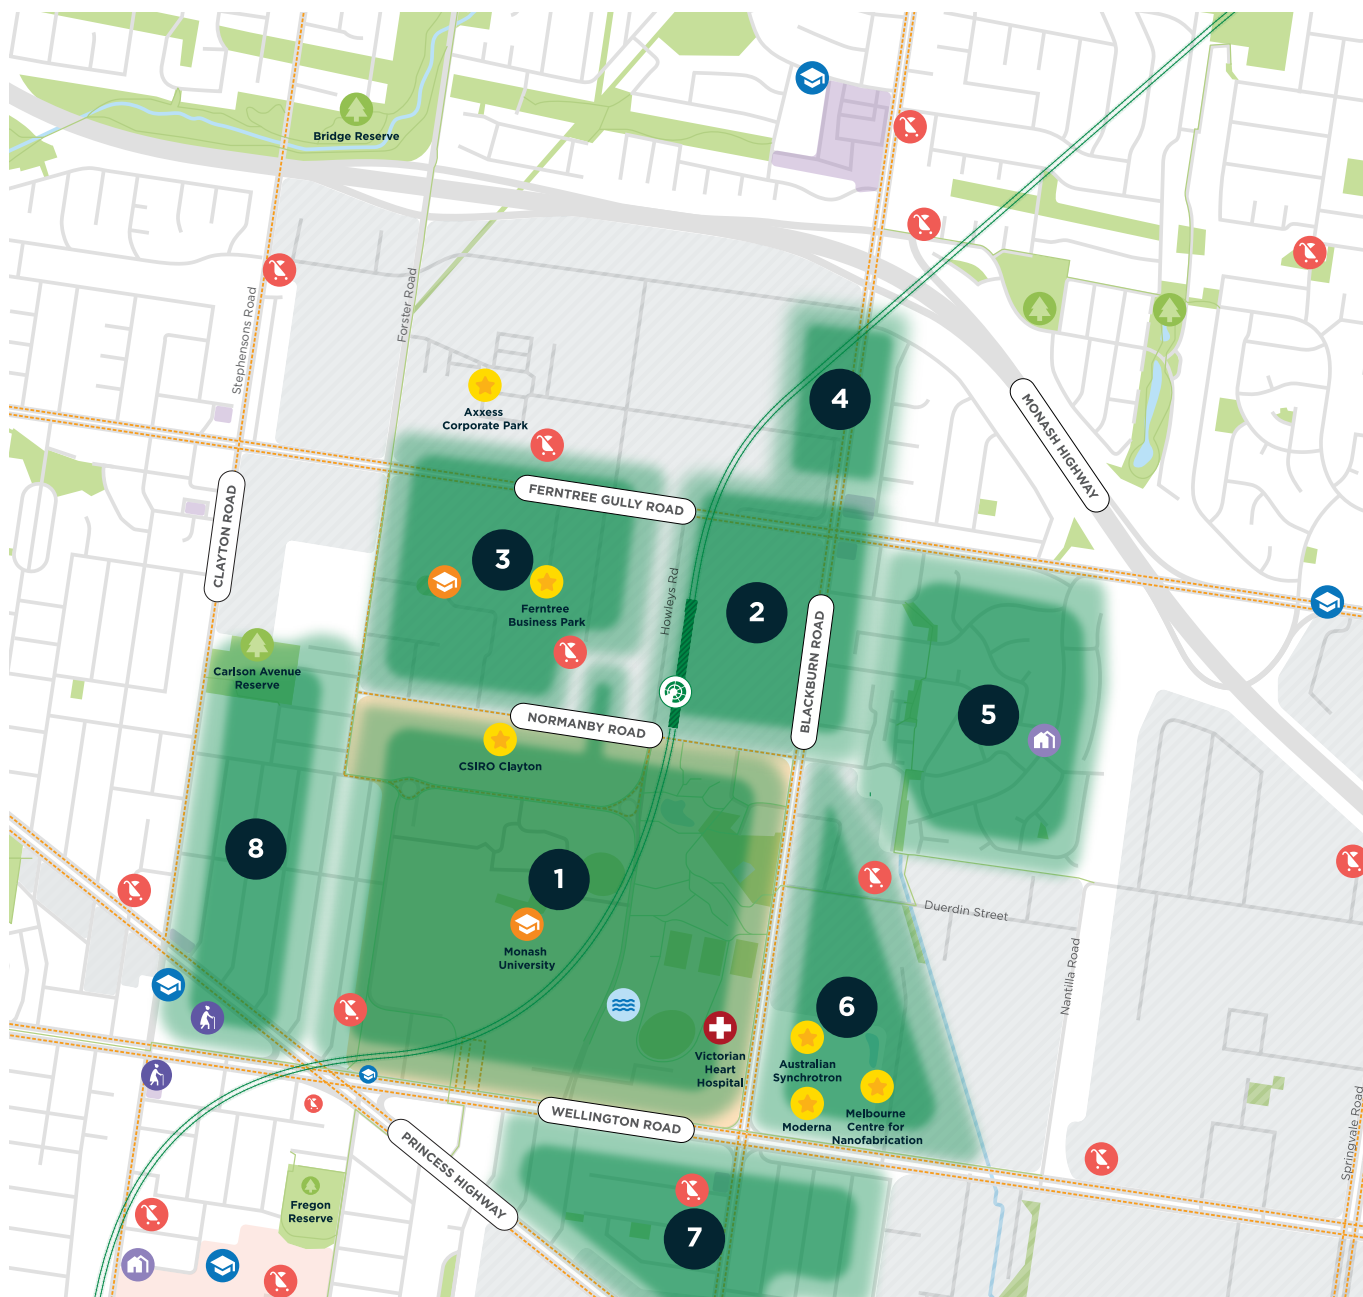 Bridge Reserve
Stephensons Road
Forster Road
Axxess
Corporate Park
4
MONASH HIGHWAY
FERNTREE GULLY ROAD
CLAYTON ROAD
3
Ferntree
Business Park
Howleys Rd
2
BLACKBURN ROAD
Carlson Avenue
Reserve
NORMANBY ROAD
5
CSIRO Clayton
8
1
Monash
University
Duerdin Street
Nantilla Road
6
Victorian
Heart
Hospital
Australian
Synchrotron
Moderna
Melbourne
Centre for
Nanofabrication
WELLINGTON ROAD
PRINCESS HIGHWAY
Springvale Road
Fregon
Reserve
7